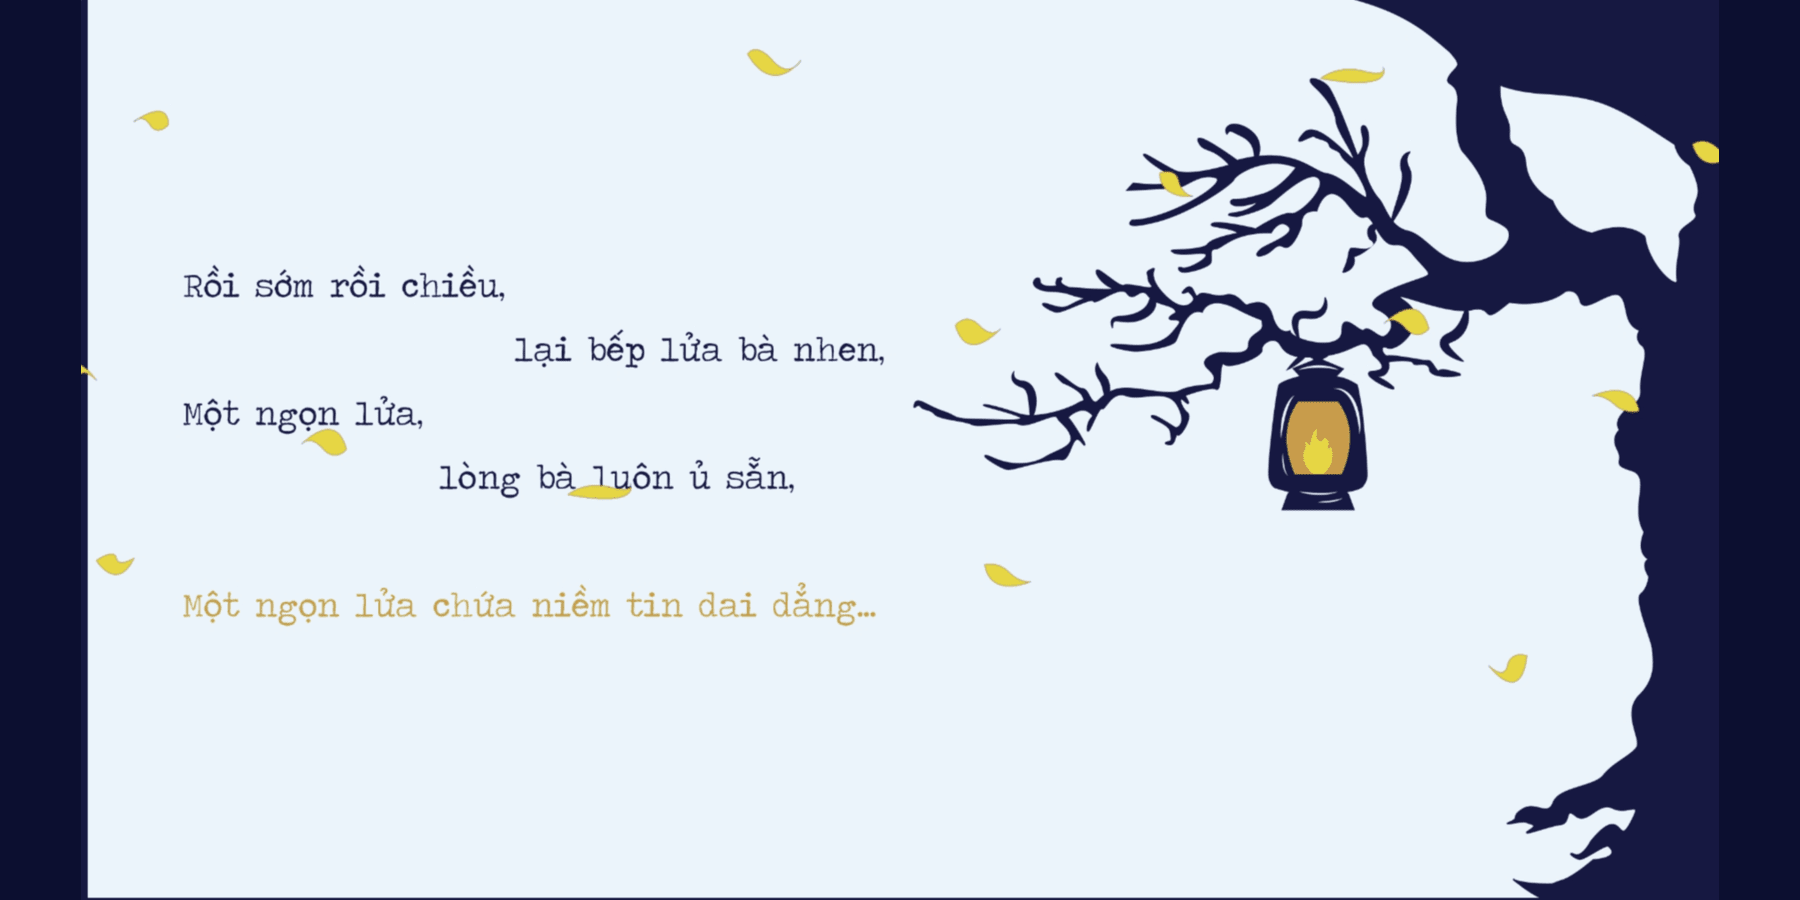 Rồi sớm rồi chiều,
lại bếp lửa bà nhen,
Một ngọn lửa,
lòng bà luôn ủ sẵn,
Một ngọn lửa chứa niềm tin dai dẳng…